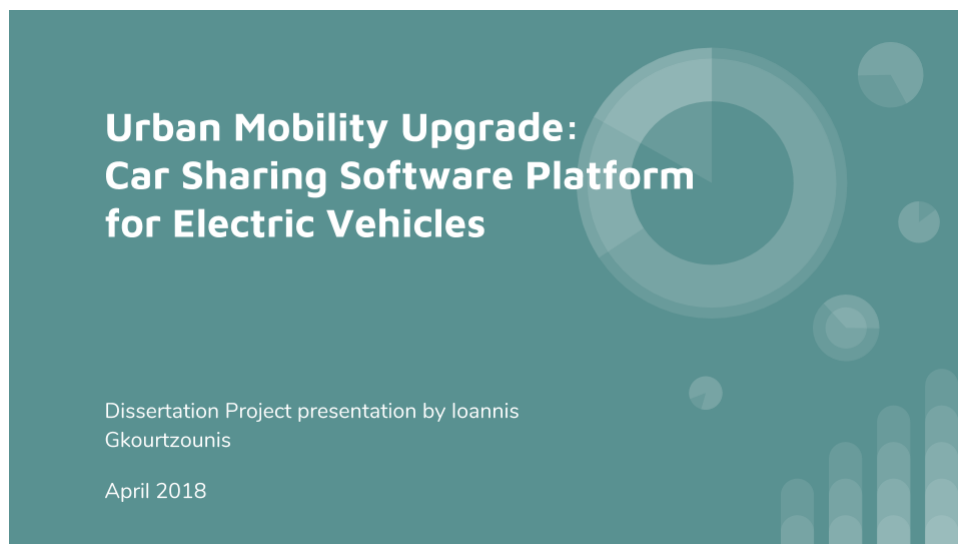 Urban Mobility Upgrade:
Car Sharing Software Platform
for Electric Vehicles
Dissertation Project presentation by Ioannis
Gkourtzounis
April 2018